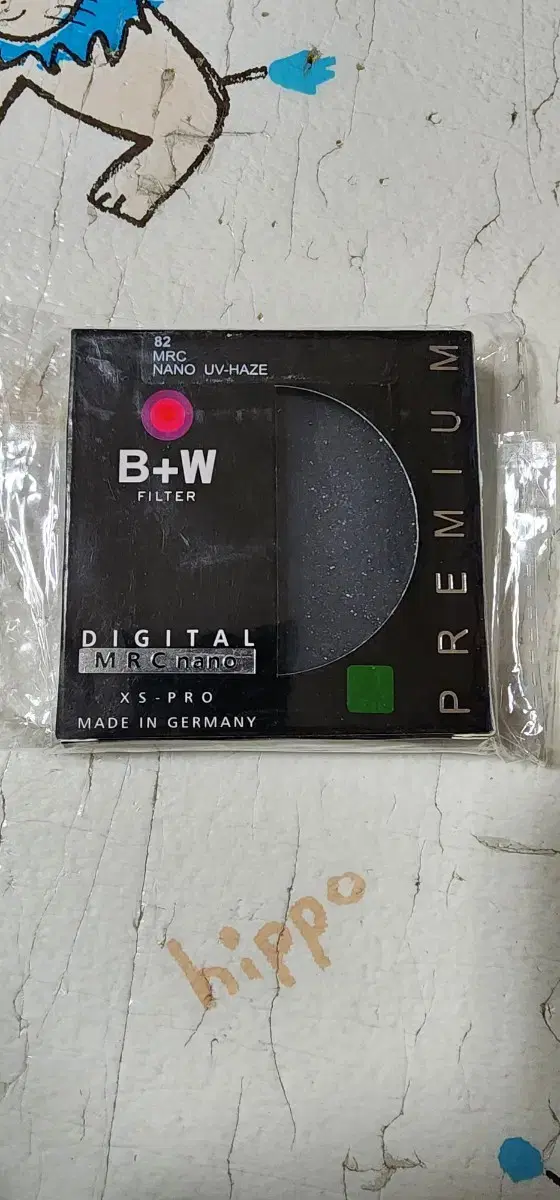 82
MRC
NANO UV-HAZE
B+W
FILTER
DIGITAL
MRC nano
XS-PRO
MADE IN GERMANY
PREMIUM
hippo